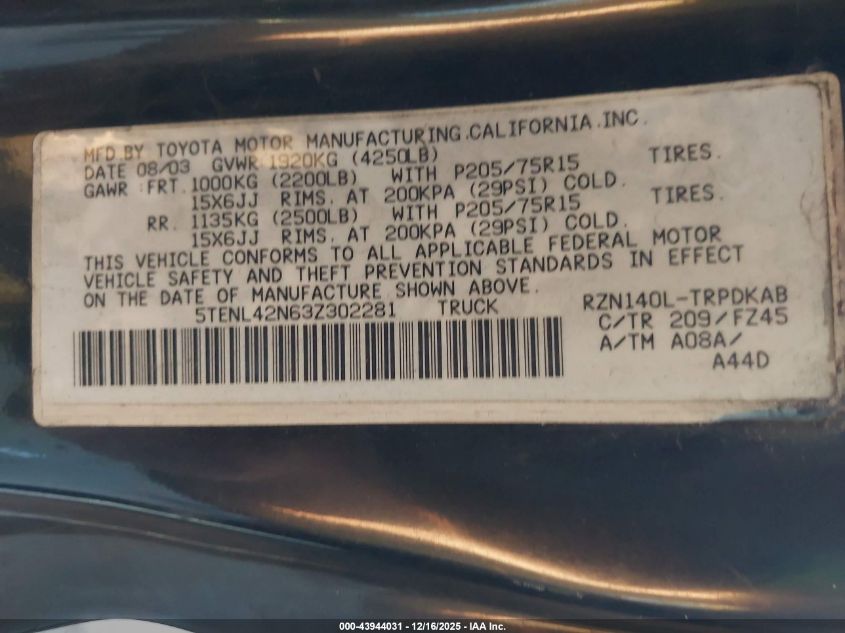 MFD.BY TOYOTA MOTOR MANUFACTURING.CALIFORNIA.INC.
DATE 08/03 GVWR 1920KG (4250LB)
GAWR :FRT. 1000KG (2200LB) WITH P205/75R15 TIRES.
15X6JJ RIMS. AT 200KPA (29PSI) COLD.
RR. 1135KG (2500LB) WITH P205/75R15 TIRES.
15X6JJ RIMS. AT 200KPA (29PSI) COLD.
THIS VEHICLE CONFORMS TO ALL APPLICABLE FEDERAL MOTOR
VEHICLE SAFETY AND THEFT PREVENTION STANDARDS IN EFFECT
ON THE DATE OF MANUFACTURE SHOWN ABOVE.
5TENL42N63Z302281 TRUCK
RZN140L-TRPDKAB
C/TR 209/FZ45
A/TM A08A/
A44D
000-43944031 - 12/16/2025 - IAA Inc.